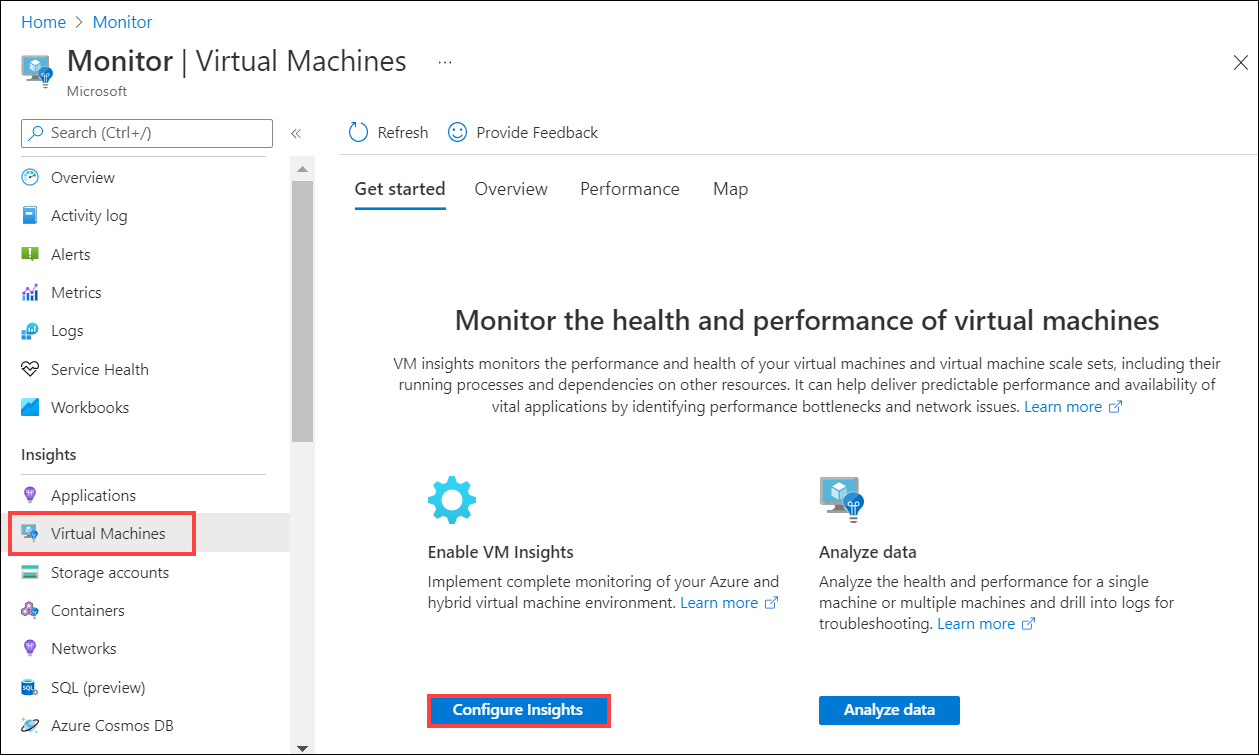 Home > Monitor
Monitor | Virtual Machines ...
Microsoft
Search (Ctrl+/)
«
Overview
Activity log
Alerts
Metrics
Logs
Service Health
Workbooks
Insights
Applications
Virtual Machines
Storage accounts
Containers
Networks
SQL (preview)
Azure Cosmos DB
Refresh Provide Feedback
Get started Overview Performance Map
Monitor the health and performance of virtual machines
VM insights monitors the performance and health of your virtual machines and virtual machine scale sets, including their
running processes and dependencies on other resources. It can help deliver predictable performance and availability of
vital applications by identifying performance bottlenecks and network issues. Learn more
Enable VM Insights
Implement complete monitoring of your Azure and
hybrid virtual machine environment. Learn more
Configure Insights
Analyze data
Analyze the health and performance for a single
machine or multiple machines and drill into logs for
troubleshooting. Learn more
Analyze data